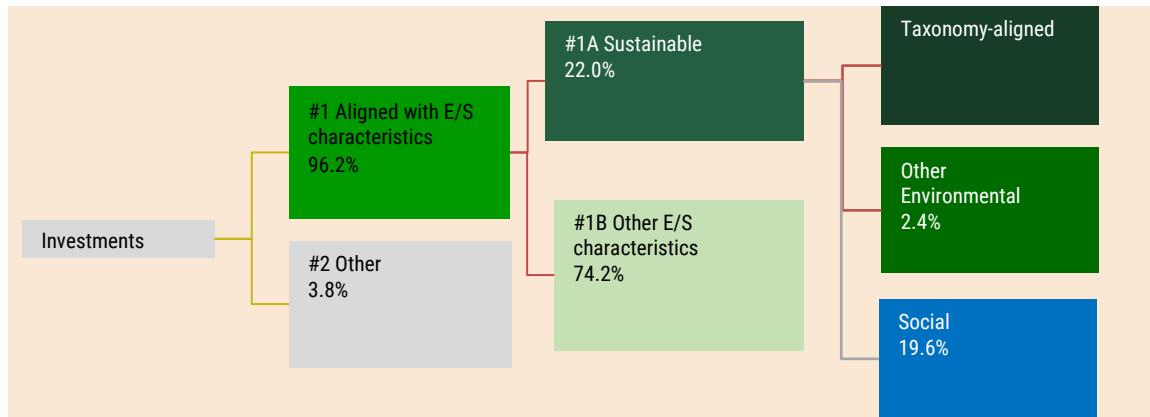 Investments
#1 Aligned with E/S
characteristics
96.2%
#2 Other
3.8%
#1A Sustainable
22.0%
#1B Other E/S
characteristics
74.2%
Taxonomy-aligned
Other
Environmental
2.4%
Social
19.6%